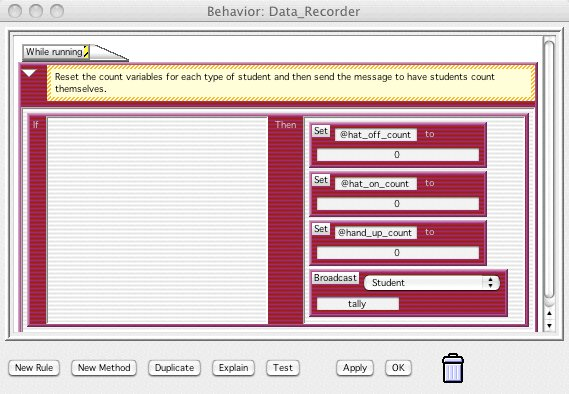 Behavior: Data_Recorder
While running
Reset the count variables for each type of student and then send the message to have students count
themselves.
If
Then
Set @hat_off_count to
0
Set @hat_on_count to
0
Set @hand_up_count to
0
Broadcast Student
tally
New Rule New Method Duplicate Explain Test Apply OK